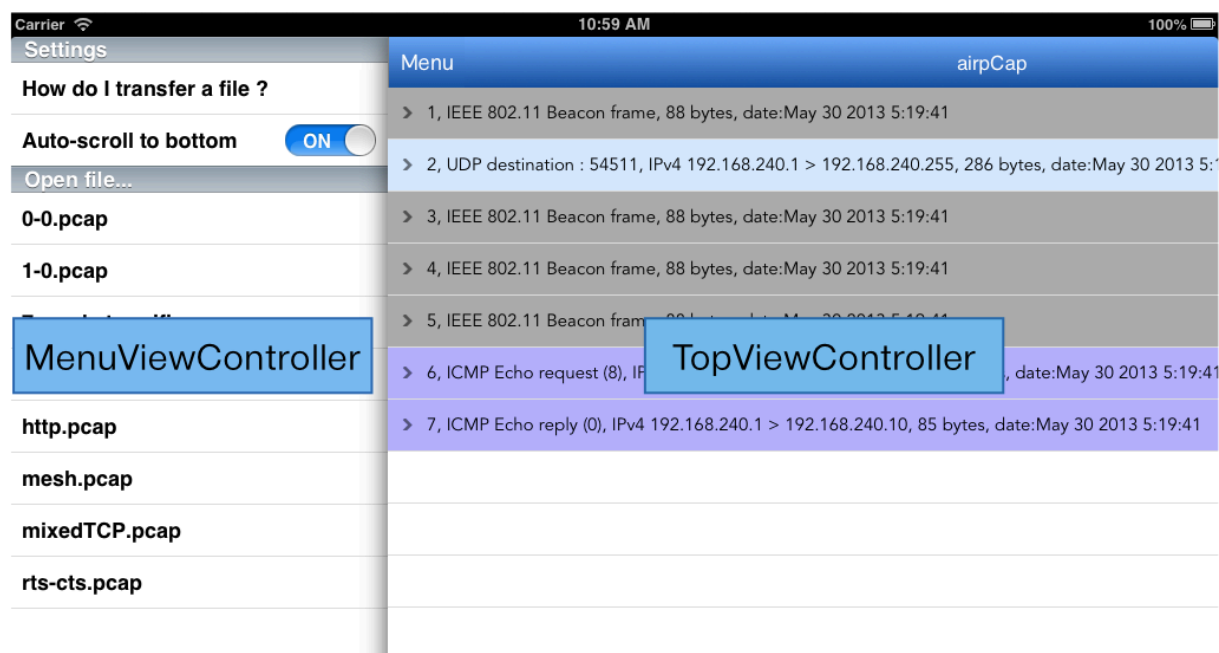 Carrier 10:59 AM 100%
Settings
How do I transfer a file ?
Auto-scroll to bottom ON
Open file...
0-0.pcap
1-0.pcap
MenuViewController
http.pcap
mesh.pcap
mixedTCP.pcap
rts-cts.pcap
Menu airpCap
1, IEEE 802.11 Beacon frame, 88 bytes, date:May 30 2013 5:19:41
2, UDP destination : 54511, IPv4 192.168.240.1 > 192.168.240.255, 286 bytes, date:May 30 2013 5:
3, IEEE 802.11 Beacon frame, 88 bytes, date:May 30 2013 5:19:41
4, IEEE 802.11 Beacon frame, 88 bytes, date:May 30 2013 5:19:41
5, IEEE 802.11 Beacon fram
TopViewController
6, ICMP Echo request (8), , date:May 30 2013 5:19:41
7, ICMP Echo reply (0), IPv4 192.168.240.1 > 192.168.240.10, 85 bytes, date:May 30 2013 5:19:41